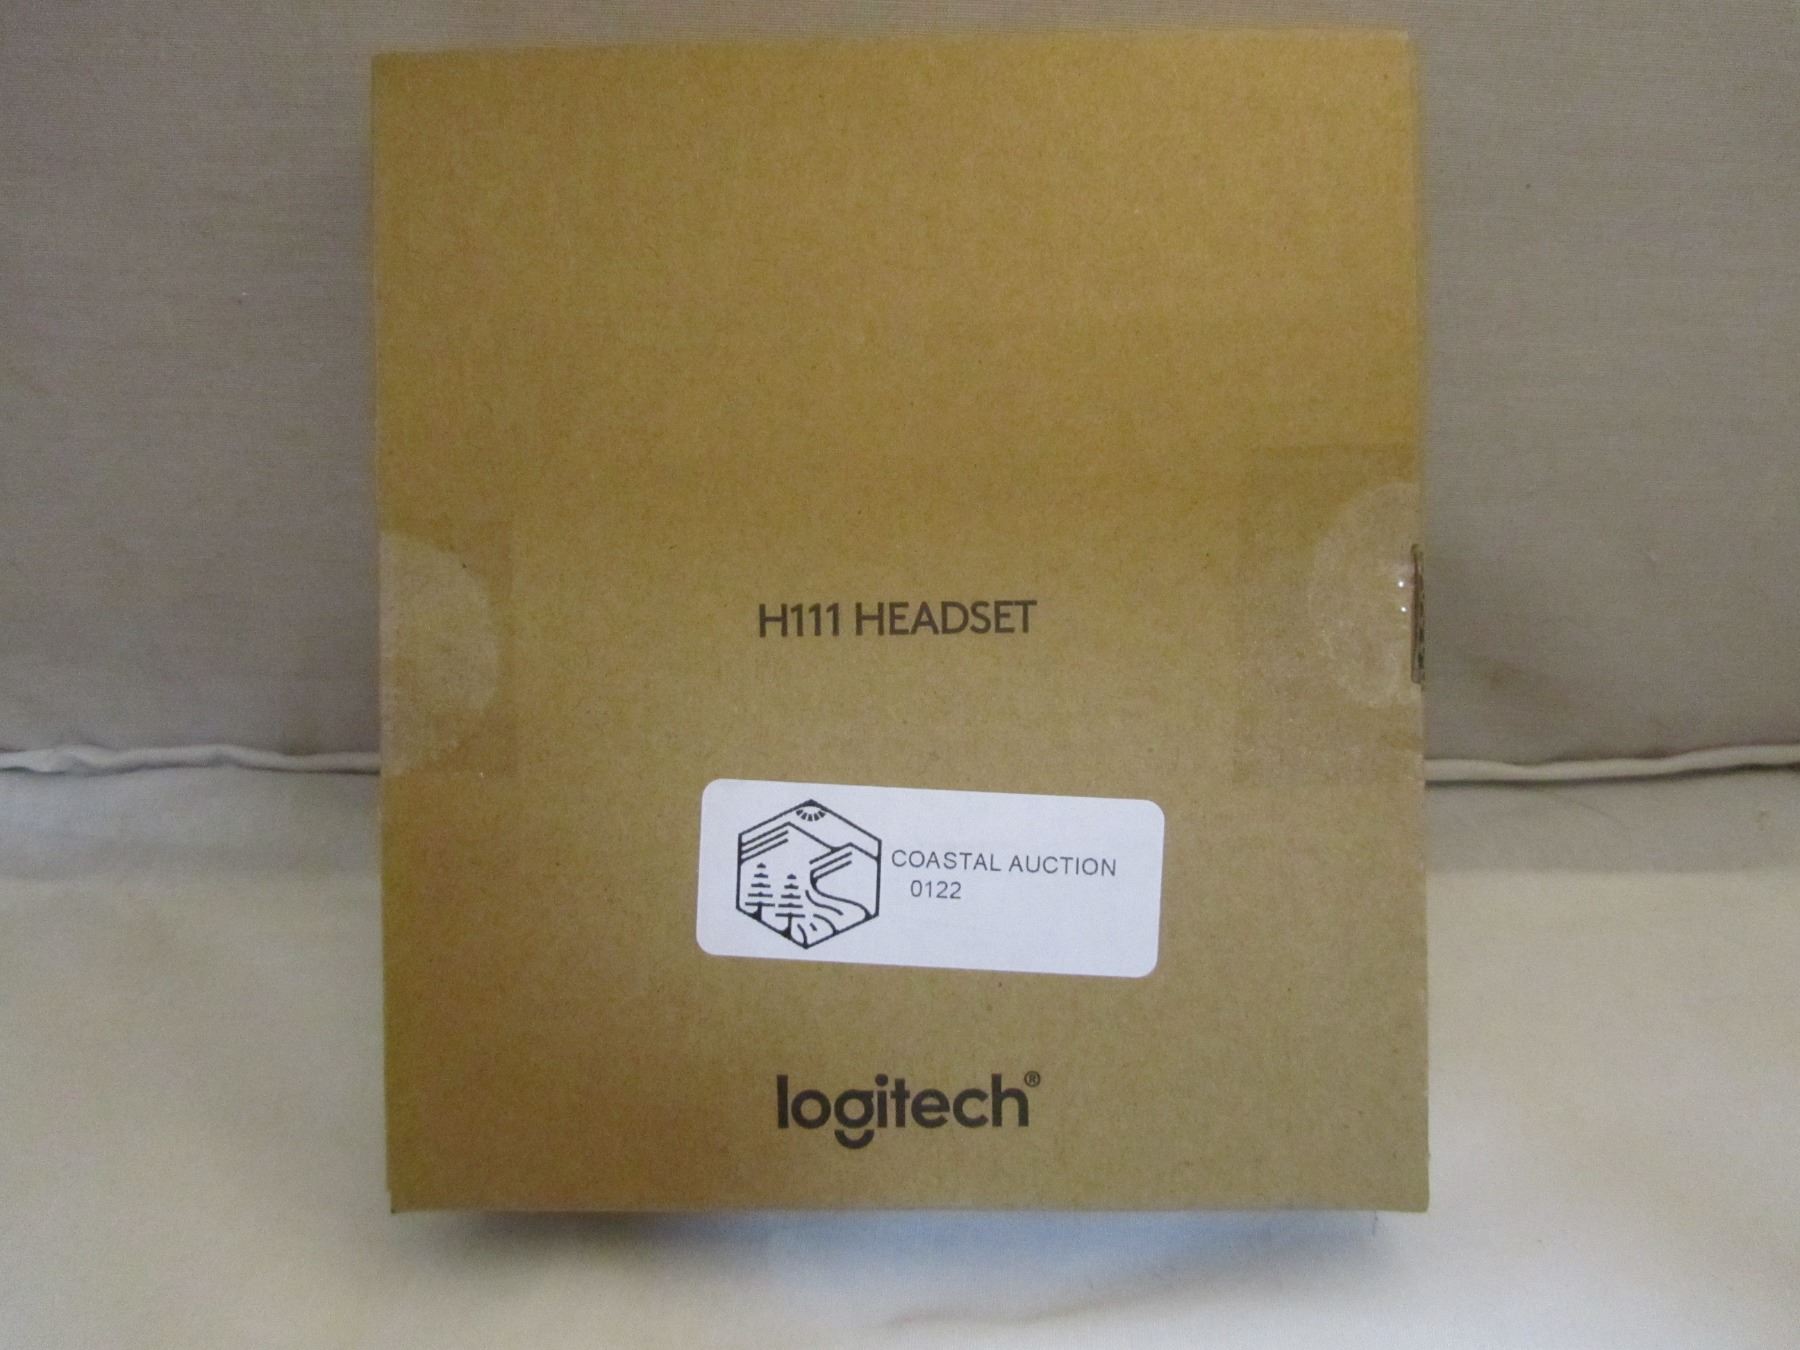 H111 HEADSET
COASTAL AUCTION
0122
logitech®